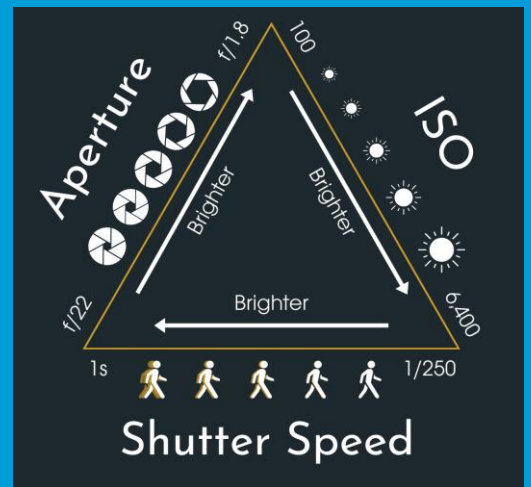 Aperture
f/1.8
f/22
Brighter
100
ISO
6,400
Brighter
Brighter
1s
1/250
Shutter Speed